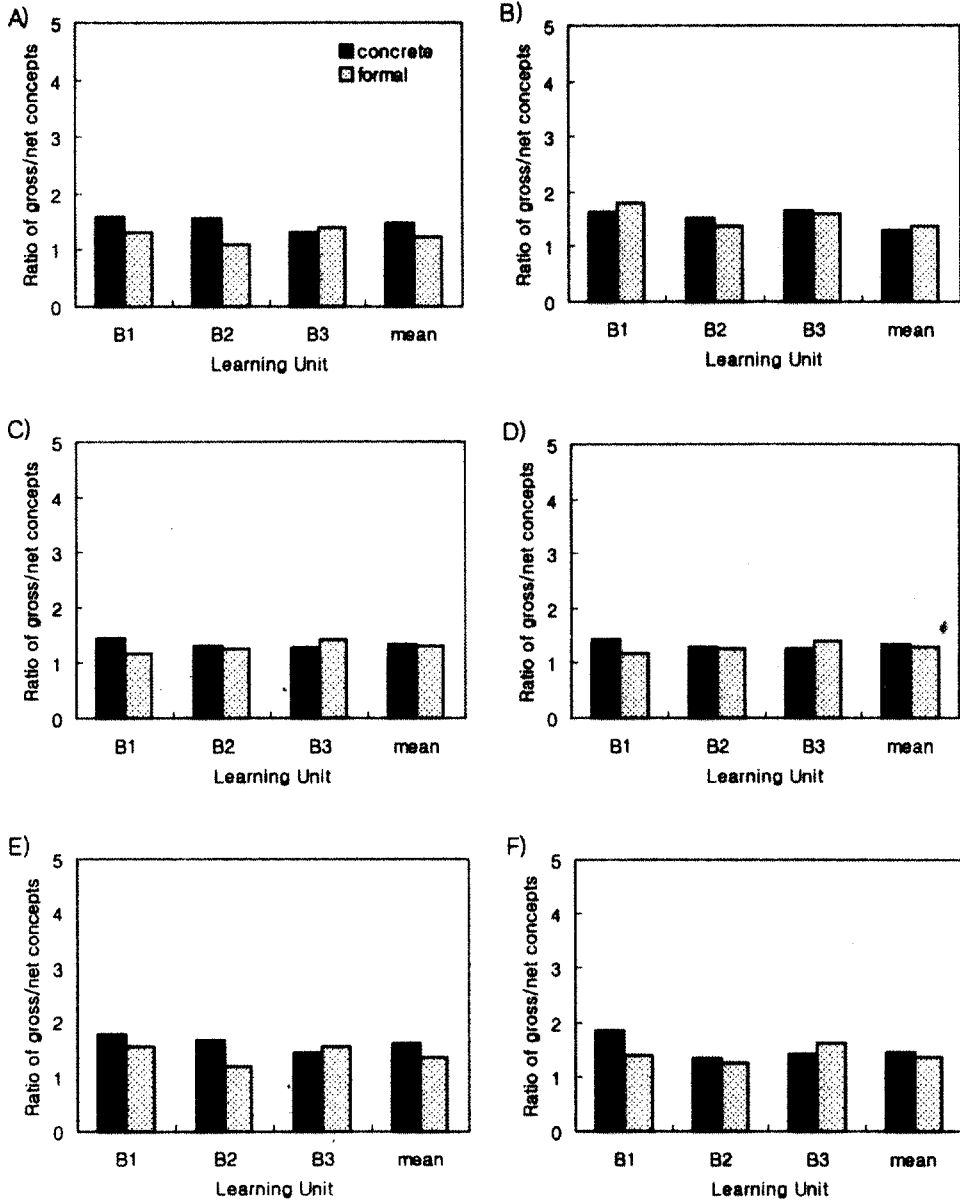 A)
Ratio of gross/net concepts
5
4
3
2
1
0
concrete
formal
B1 B2 B3 mean
Learning Unit
B)
Ratio of gross/net concepts
5
4
3
2
1
0
B1 B2 B3 mean
Learning Unit
C)
Ratio of gross/net concepts
5
4
3
2
1
0
B1 B2 B3 mean
Learning Unit
D)
Ratio of gross/net concepts
5
4
3
2
1
0
B1 B2 B3 mean
Learning Unit
E)
Ratio of gross/net concepts
5
4
3
2
1
0
B1 B2 B3 mean
Learning Unit
F)
Ratio of gross/net concepts
5
4
3
2
1
0
B1 B2 B3 mean
Learning Unit